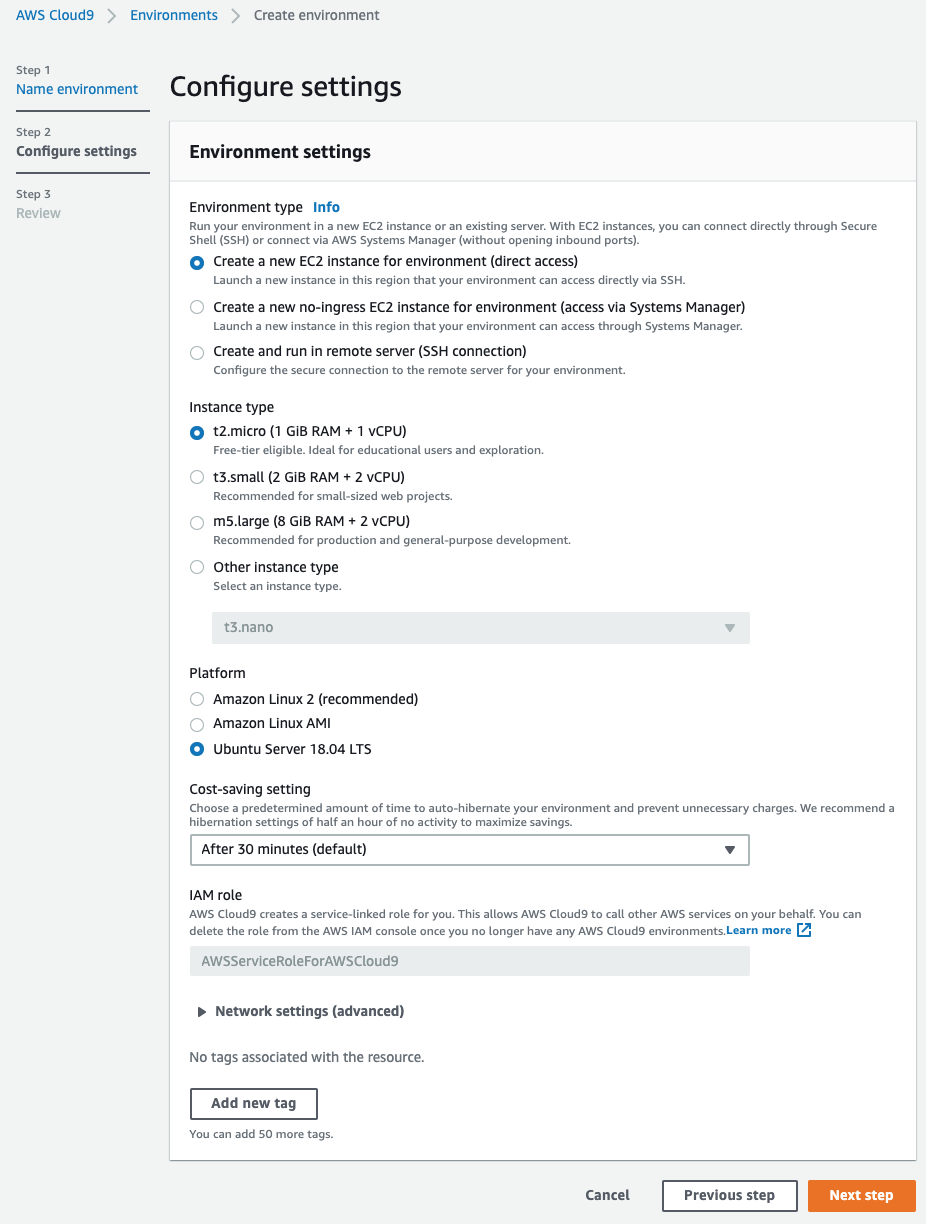 AWS Cloud9 > Environments > Create environment
Step 1
Name environment
Step 2
Configure settings
Step 3
Review
Configure settings
Environment settings
Environment type Info
Run your environment in a new EC2 instance or an existing server. With EC2 instances, you can connect directly through Secure
Shell (SSH) or connect via AWS Systems Manager (without opening inbound ports).
Create a new EC2 instance for environment (direct access)
Launch a new instance in this region that your environment can access directly via SSH.
Create a new no-ingress EC2 instance for environment (access via Systems Manager)
Launch a new instance in this region that your environment can access through Systems Manager.
Create and run in remote server (SSH connection)
Configure the secure connection to the remote server for your environment.
Instance type
t2.micro (1 GiB RAM + 1 vCPU)
Free-tier eligible. Ideal for educational users and exploration.
t3.small (2 GiB RAM + 2 vCPU)
Recommended for small-sized web projects.
m5.large (8 GiB RAM + 2 vCPU)
Recommended for production and general-purpose development.
Other instance type
Select an instance type.
t3.nano
Platform
Amazon Linux 2 (recommended)
Amazon Linux AMI
Ubuntu Server 18.04 LTS
Cost-saving setting
Choose a predetermined amount of time to auto-hibernate your environment and prevent unnecessary charges. We recommend a
hibernation settings of half an hour of no activity to maximize savings.
After 30 minutes (default)
IAM role
AWS Cloud9 creates a service-linked role for you. This allows AWS Cloud9 to call other AWS services on your behalf. You can
delete the role from the AWS IAM console once you no longer have any AWS Cloud9 environments.Learn more
AWSServiceRoleForAWSCloud9
Network settings (advanced)
No tags associated with the resource.
Add new tag
You can add 50 more tags.
Cancel Previous step Next step